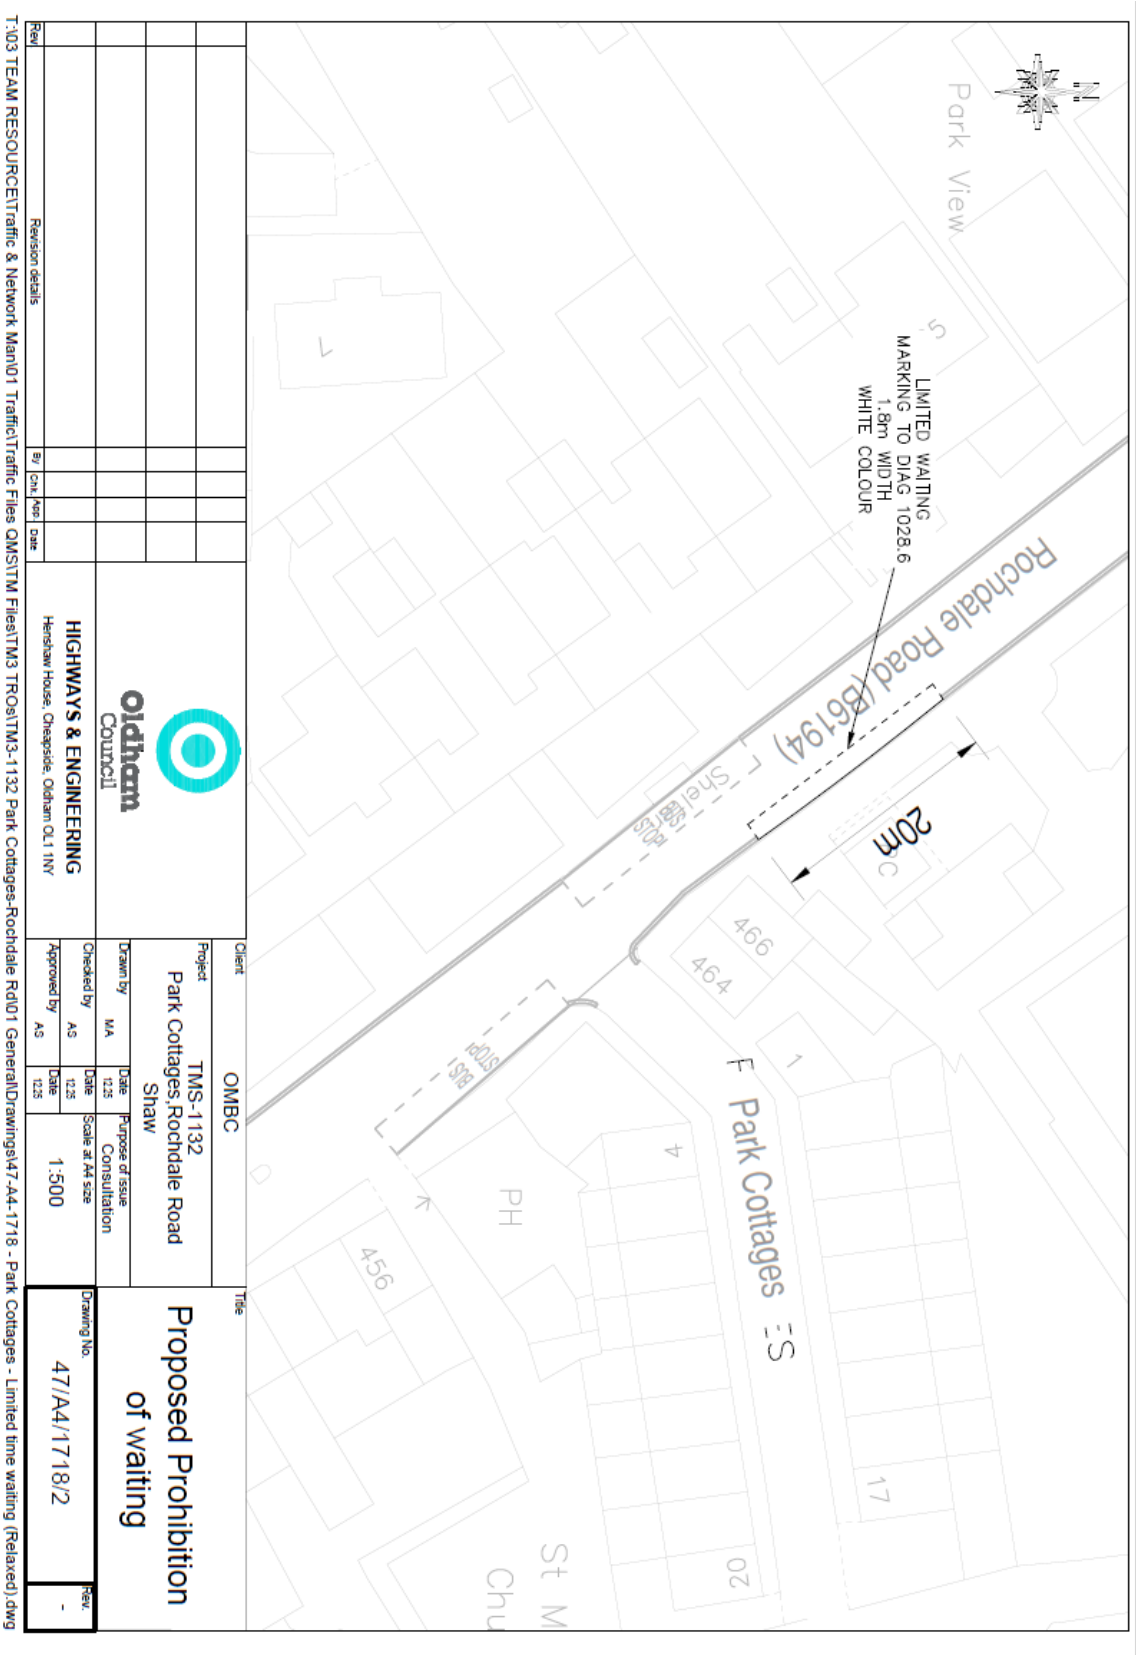 N
Park View
5
LIMITED WAITING
MARKING TO DIAG 1028.6
1.8m WIDTH
WHITE COLOUR
Rochdale Road (B6194)
20m
7
466
464
BUS
STOP
BUS
STOP
1
F Park Cottages
4
PH
456
17
20
St M
Chu
Rev
Revision details
By
Chk.
App.
Date
Oldham
Council
HIGHWAYS & ENGINEERING
Henshaw House, Cheapside, Oldham OL1 1NY
Client
OMBC
Project
TMS-1132
Park Cottages,Rochdale Road
Shaw
Drawn by
MA
Date
12.25
Purpose of issue
Consultation
Checked by
AS
Date
12.25
Scale at A4 size
1:500
Approved by
AS
Date
12.25
Title
Proposed Prohibition
of waiting
Drawing No.
47/A4/1718/2
Rev.
-
T:\03 TEAM RESOURCE\Traffic & Network Man\01 Traffic\Traffic Files QMS\TM Files\TM3 TROs\TM3-1132 Park Cottages-Rochdale Rd\01 General\Drawings\47-A4-1718 - Park Cottages - Limited time waiting (Relaxed).dwg